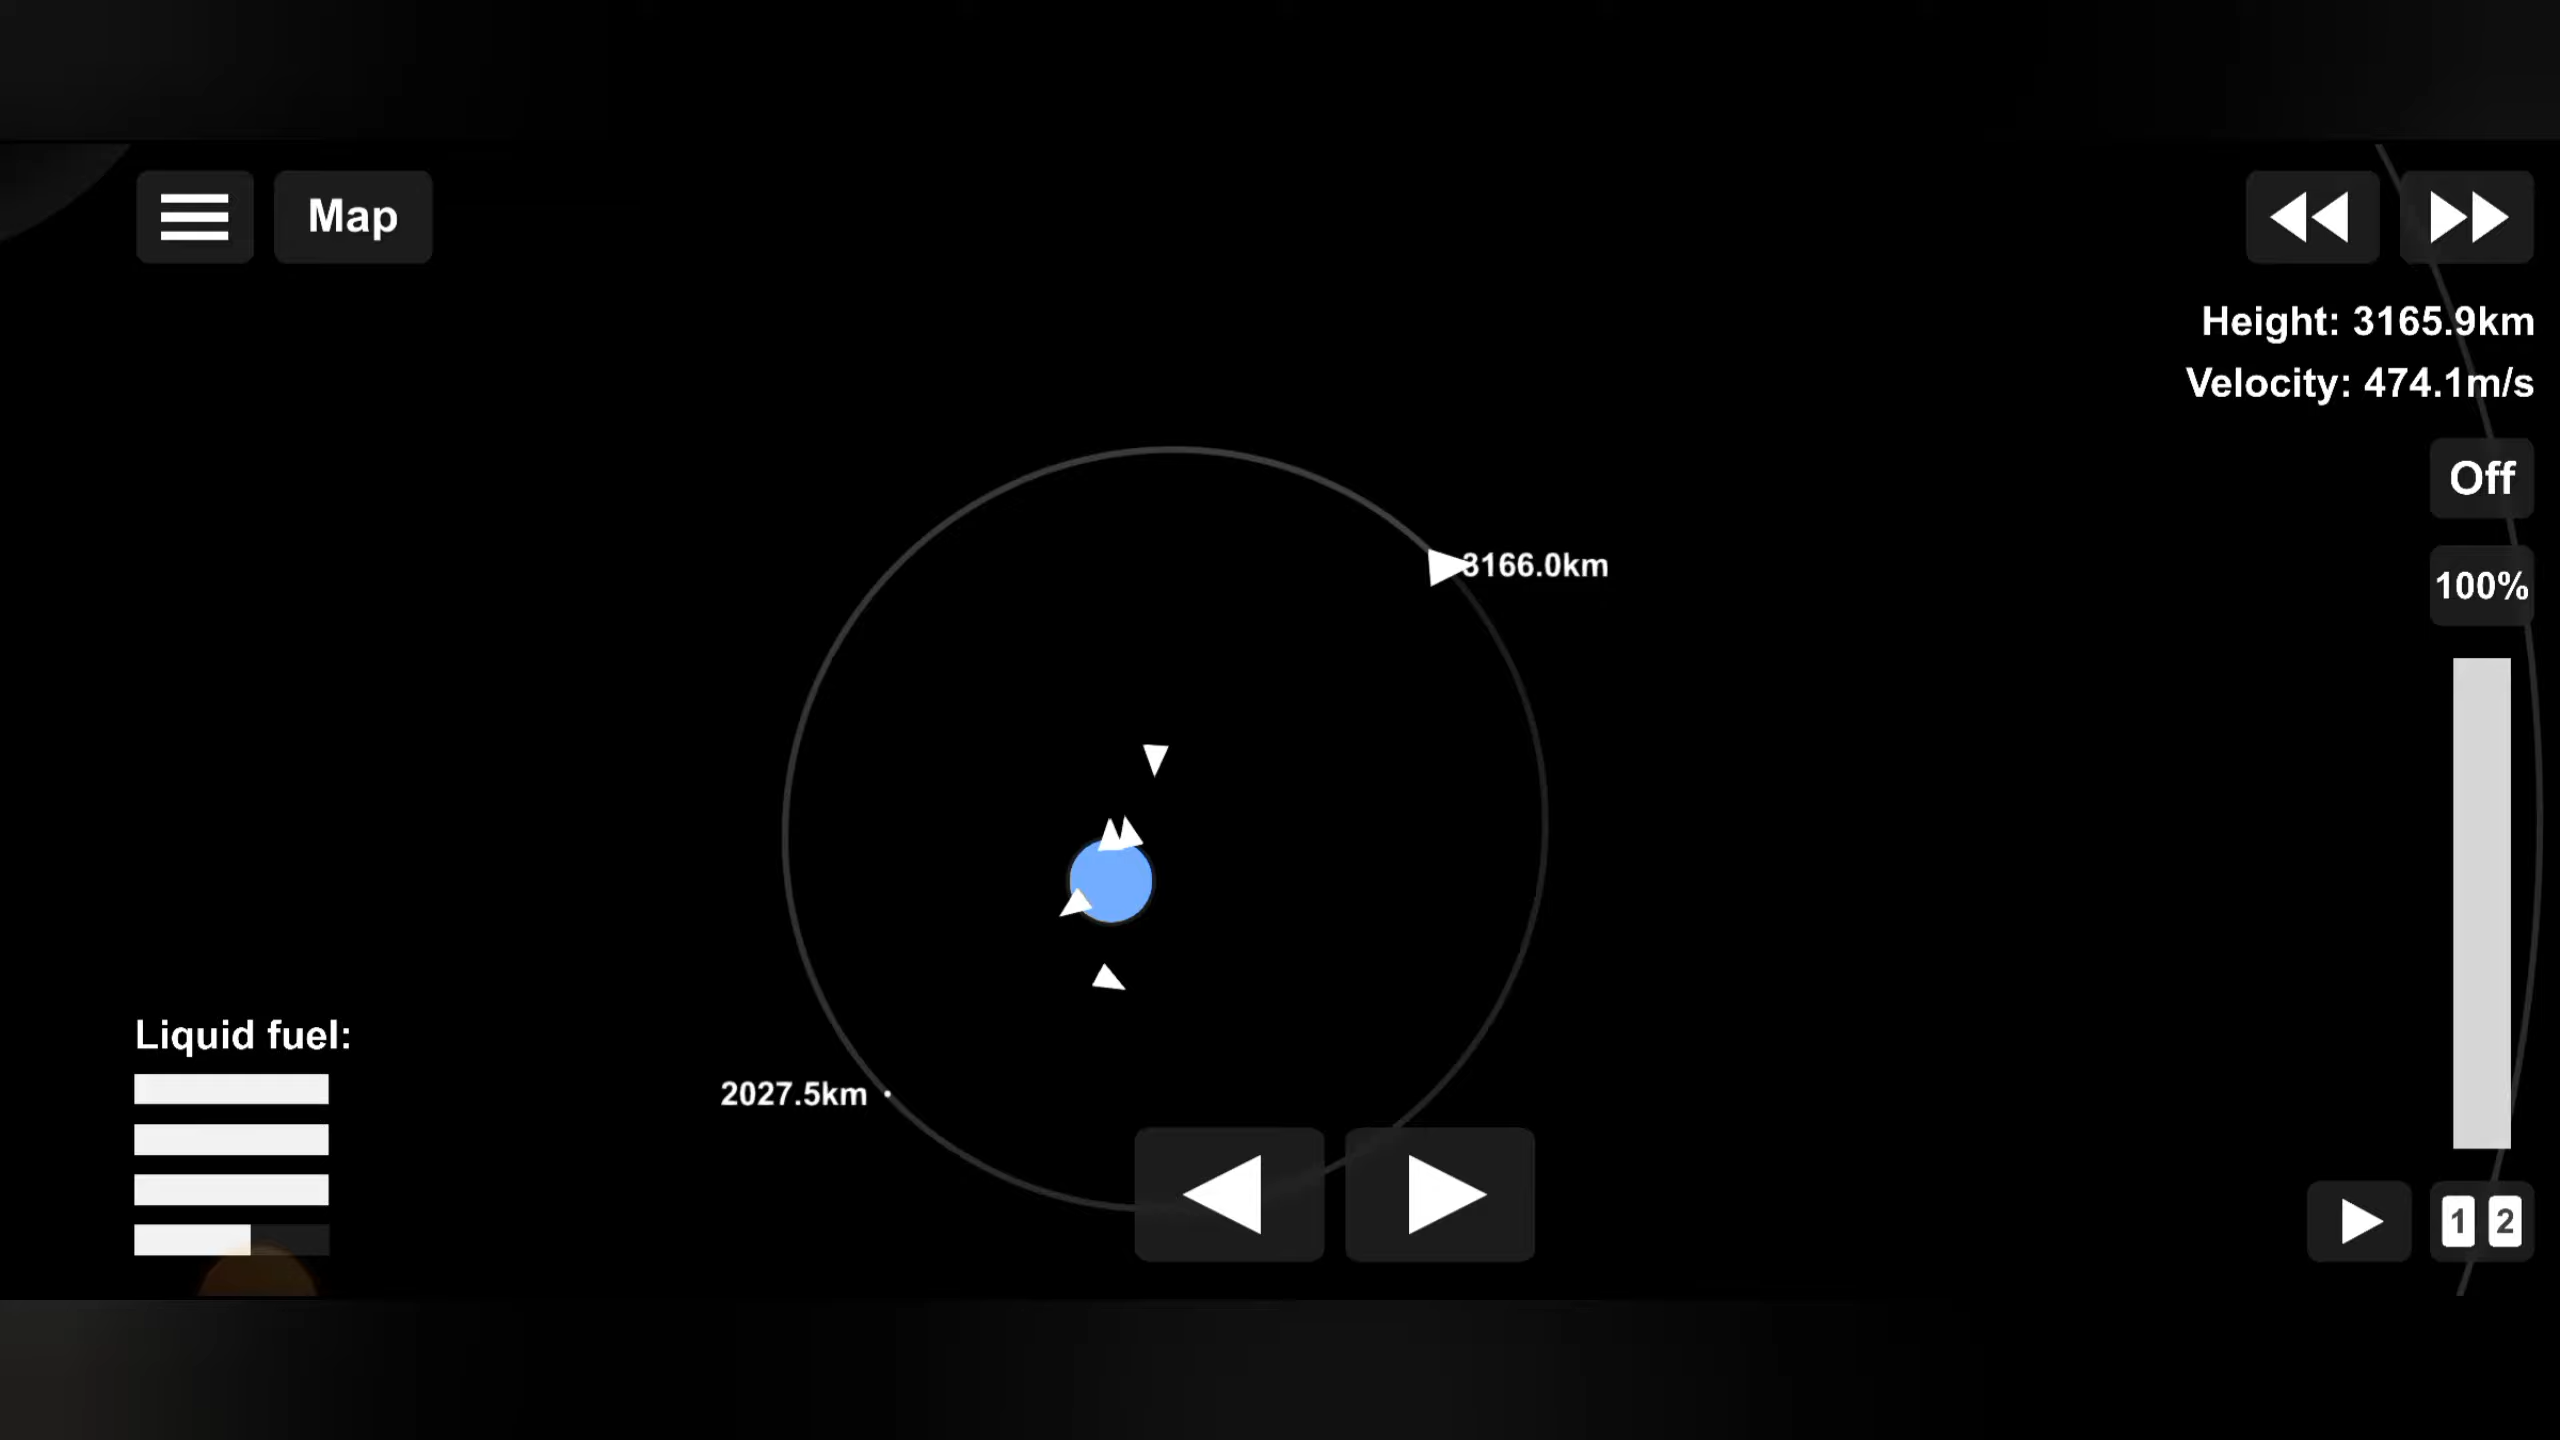 Map
Height: 3165.9km
Velocity: 474.1m/s
Off
3166.0km
100%
Liquid fuel:
2027.5km
1 2